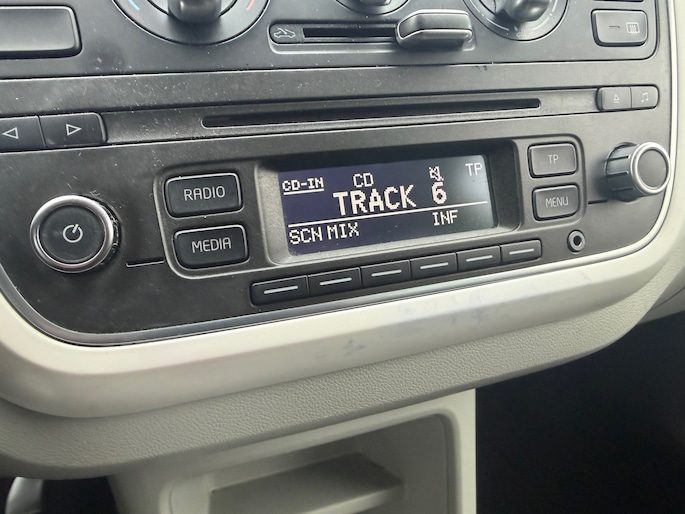 RADIO
MEDIA
CD-IN CD TP
TRACK 6
SCN MIX INF
TP
MENU